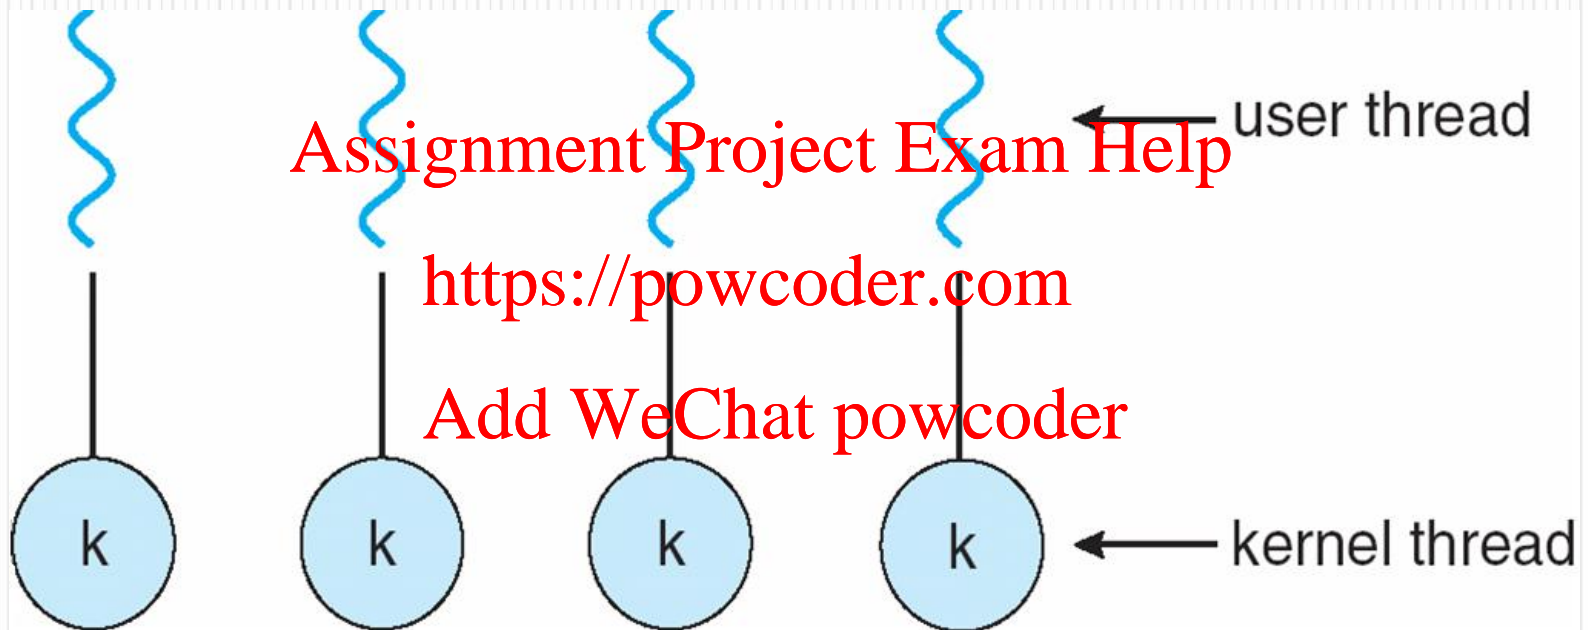 user thread
Assignment Project Exam Help
https://powcoder.com
Add WeChat powcoder
k k k k
kernel thread